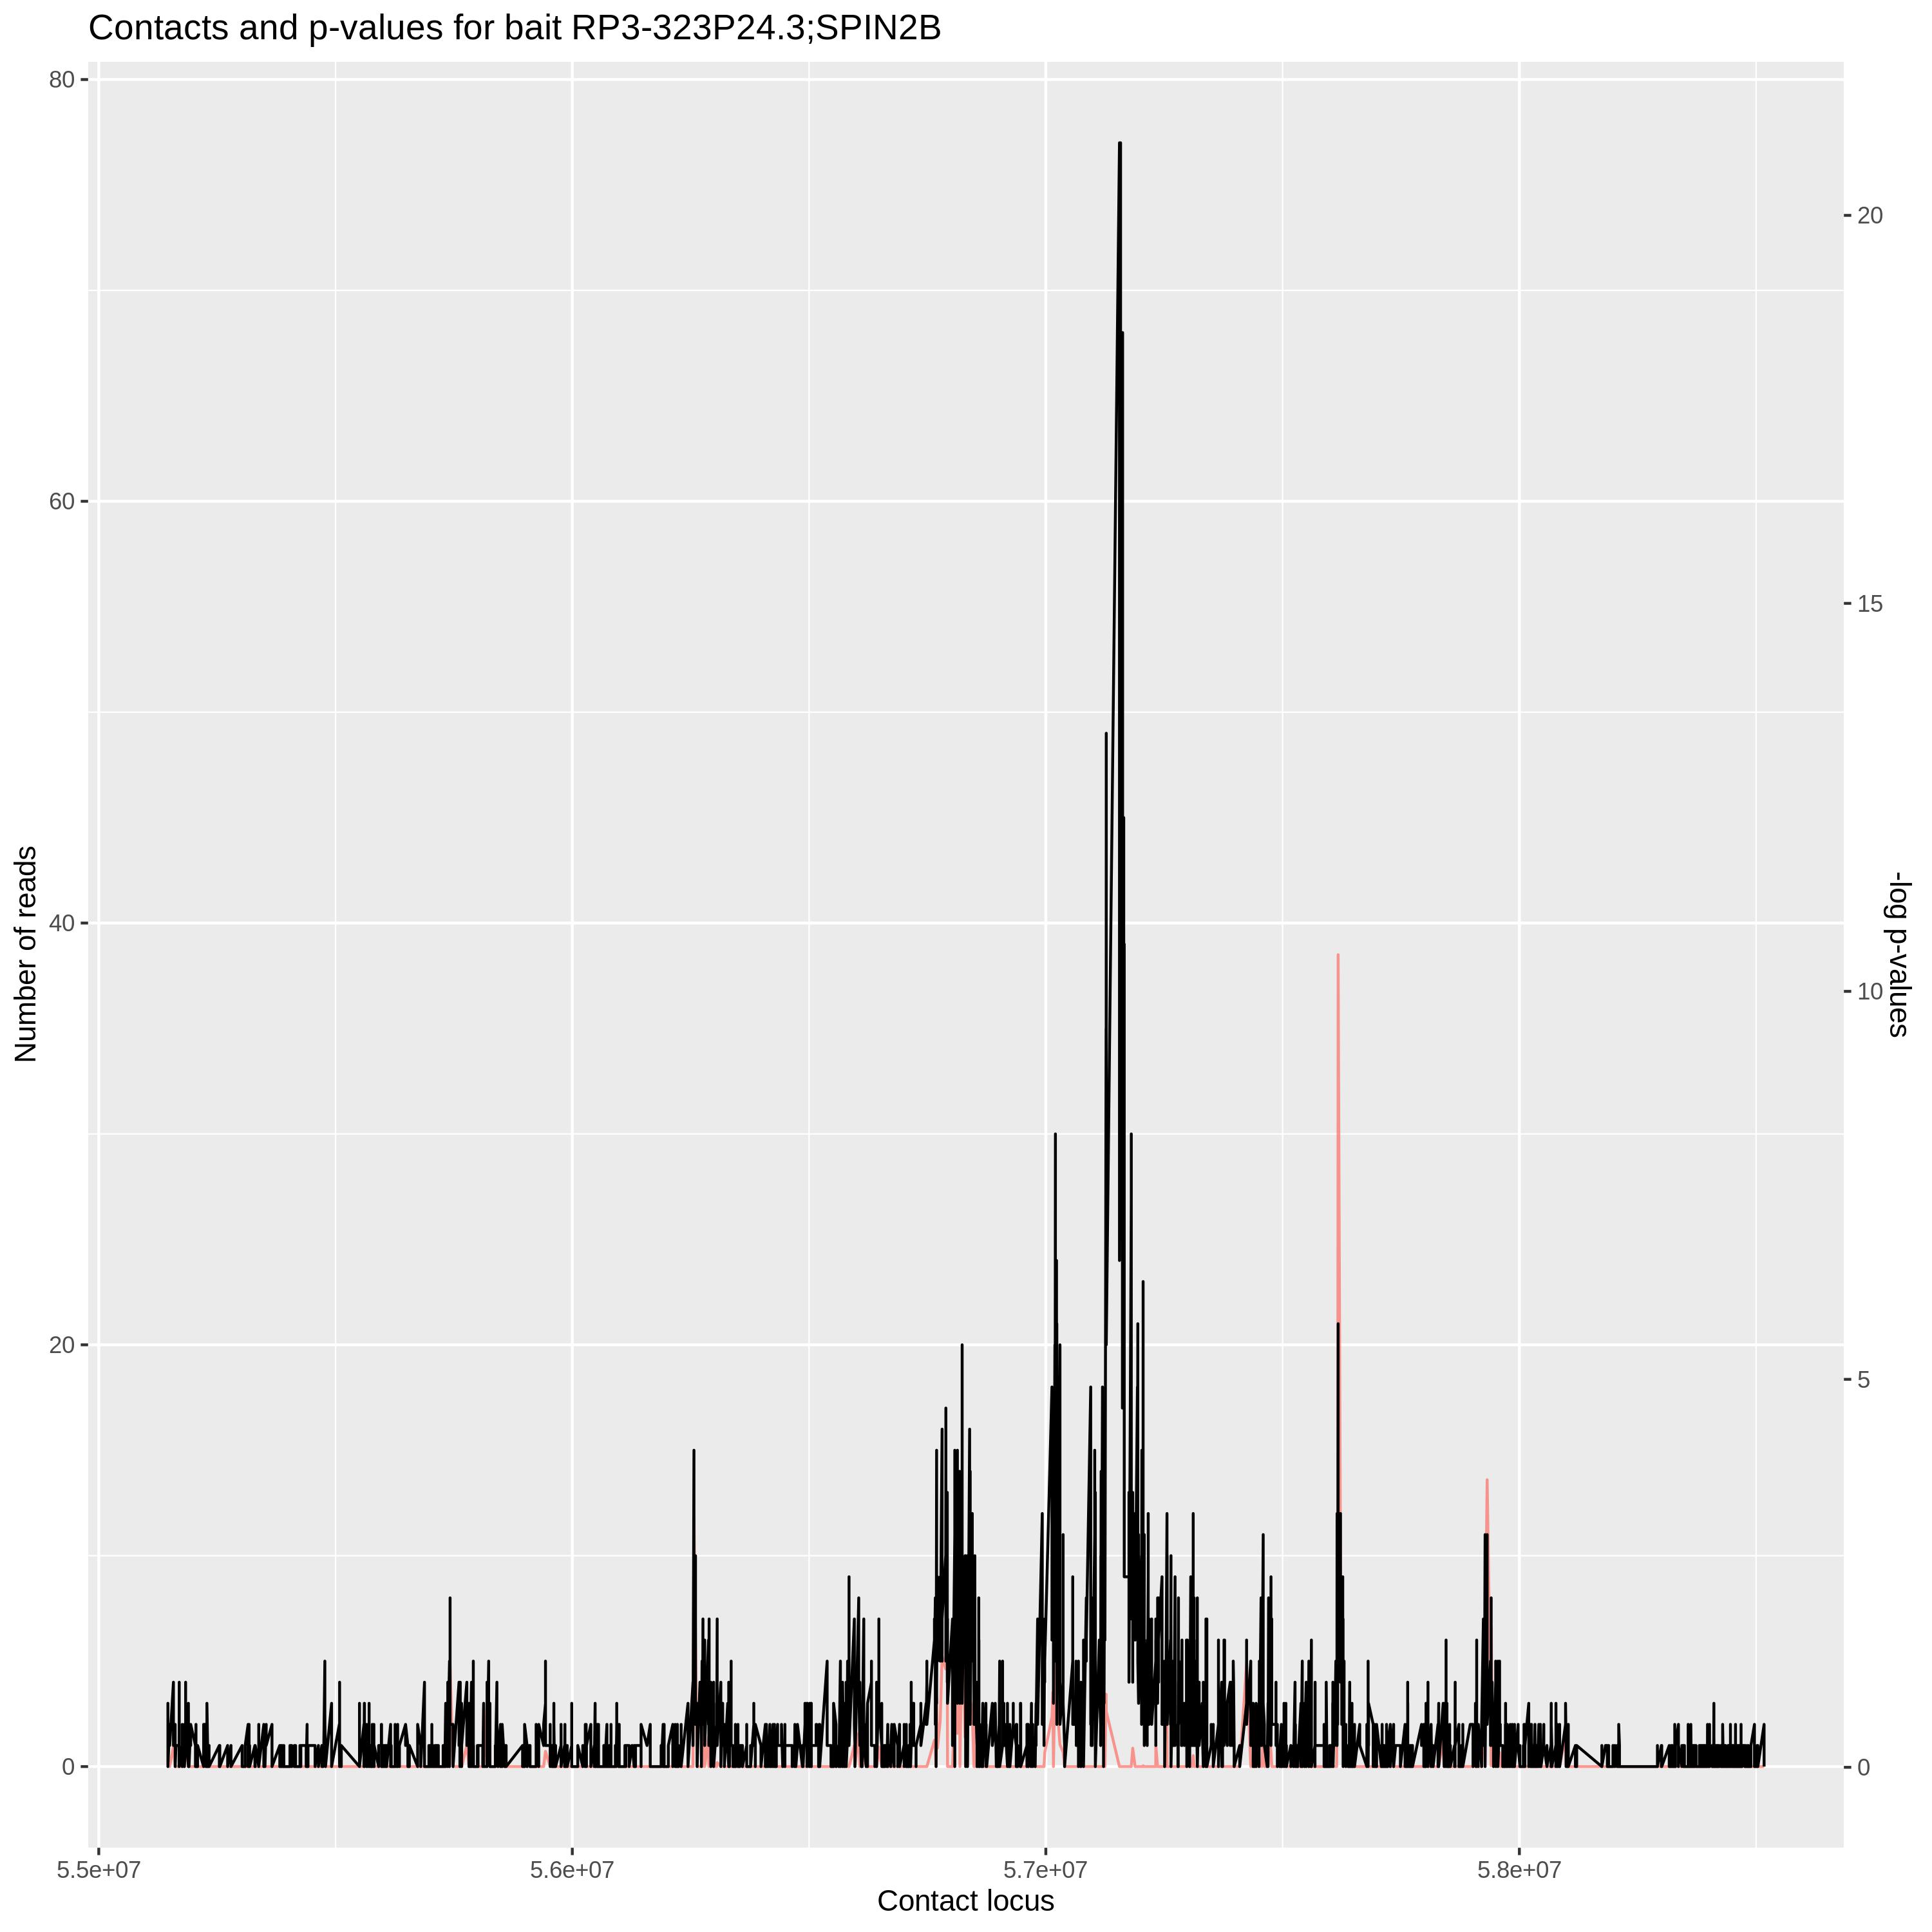 Contacts and p-values for bait RP3-323P24.3;SPIN2B
80
60
40
20
0
Number of reads
20
15
10
5
0
-log p-values
5.5e+07
5.6e+07
5.7e+07
5.8e+07
Contact locus